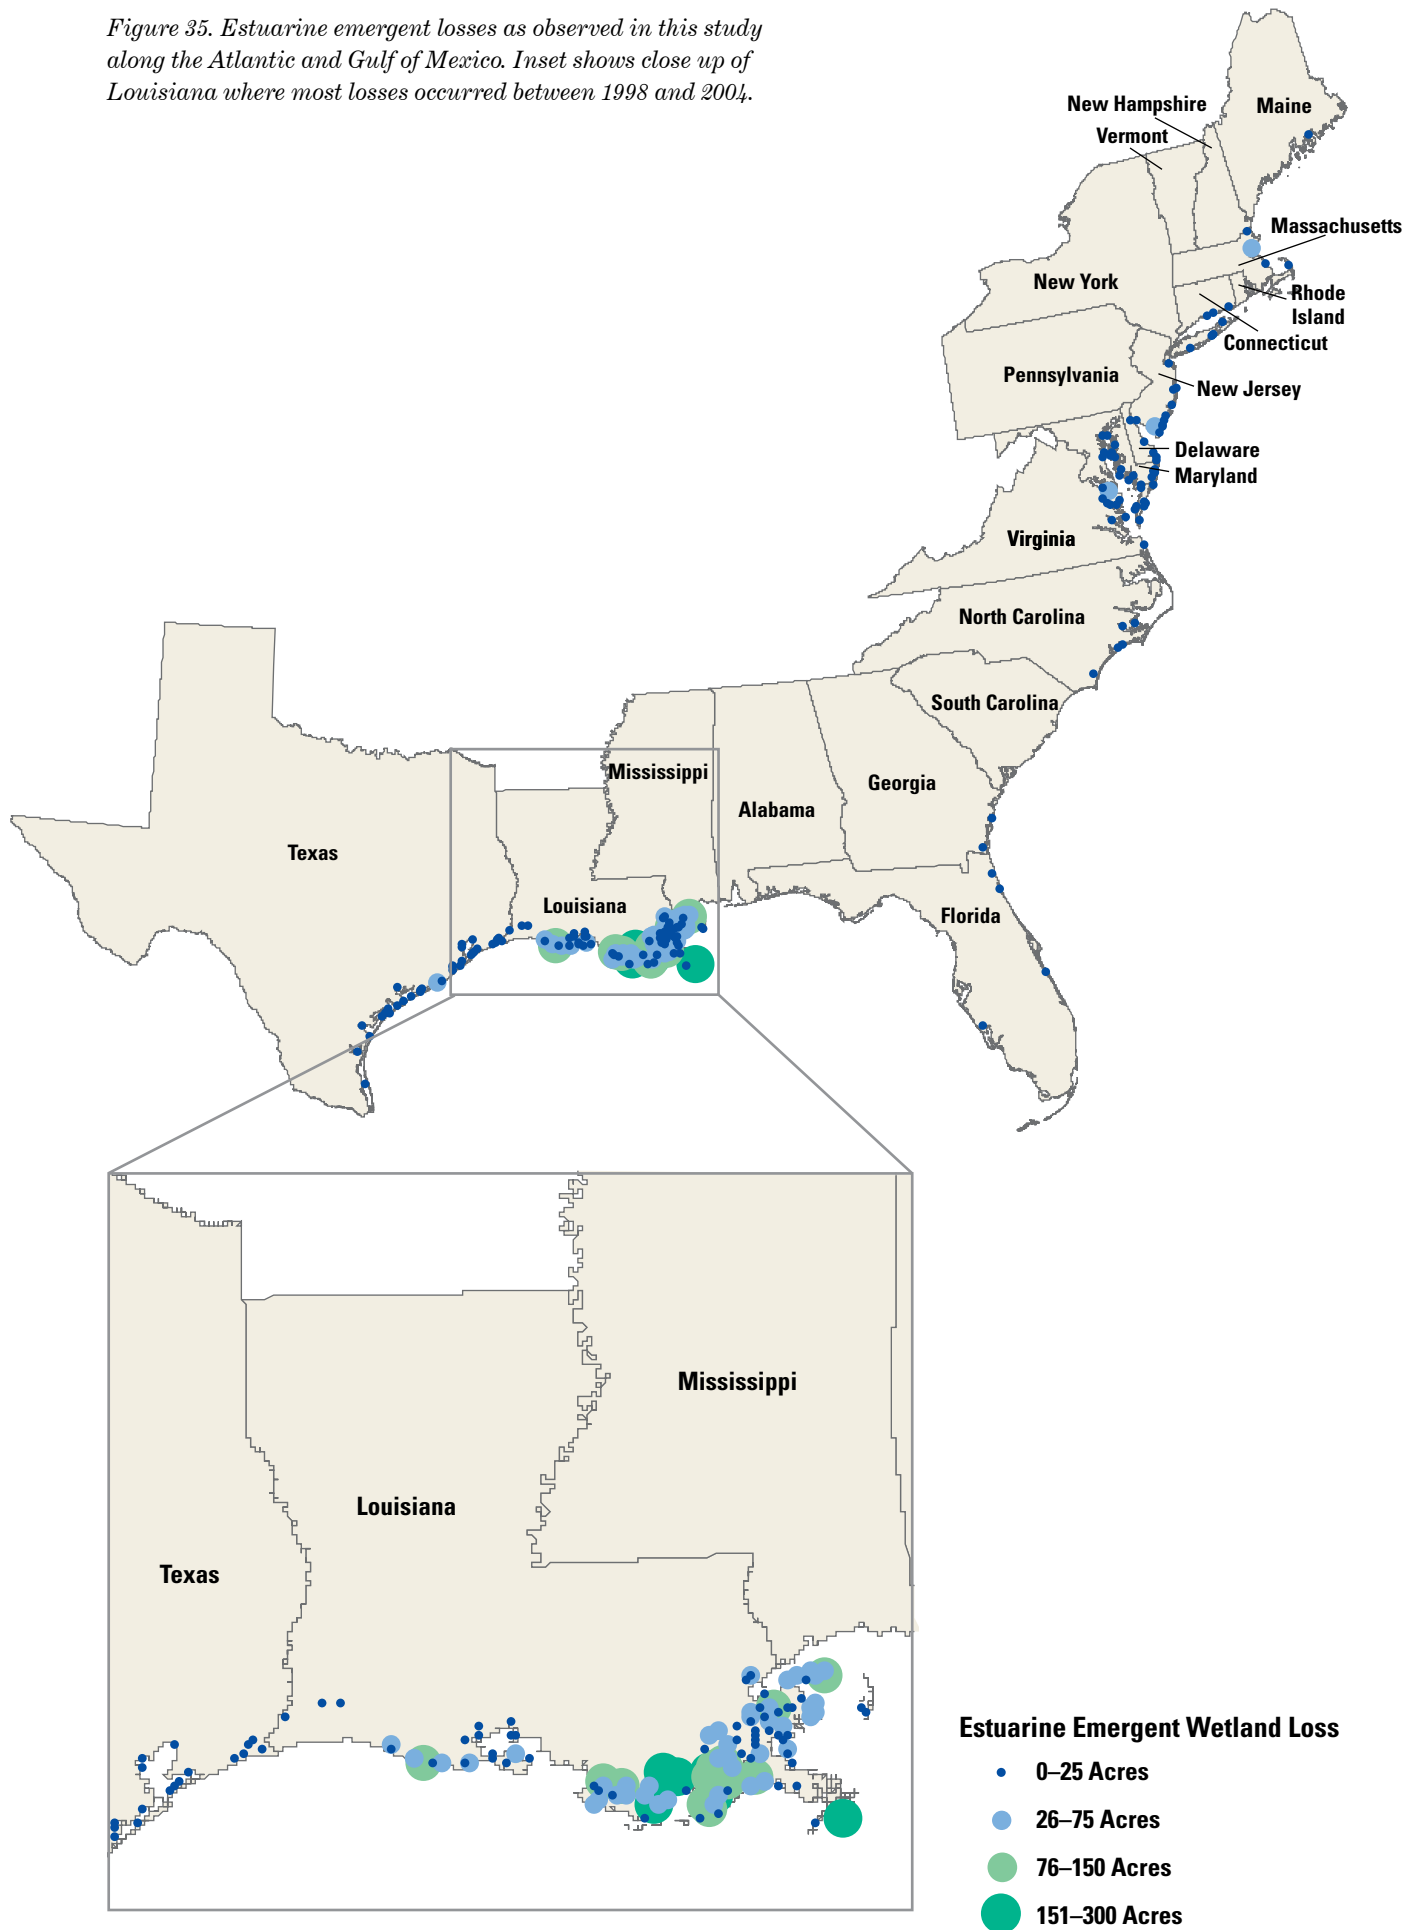 Figure 35. Estuarine emergent losses as observed in this study
along the Atlantic and Gulf of Mexico. Inset shows close up of
Louisiana where most losses occurred between 1998 and 2004.
New Hampshire
Maine
Vermont
Massachusetts
New York
Rhode
Island
Connecticut
Pennsylvania
New Jersey
Delaware
Maryland
Virginia
North Carolina
South Carolina
Mississippi
Georgia
Alabama
Texas
Louisiana
Florida
Mississippi
Louisiana
Texas
Estuarine Emergent Wetland Loss
0–25 Acres
26–75 Acres
76–150 Acres
151–300 Acres